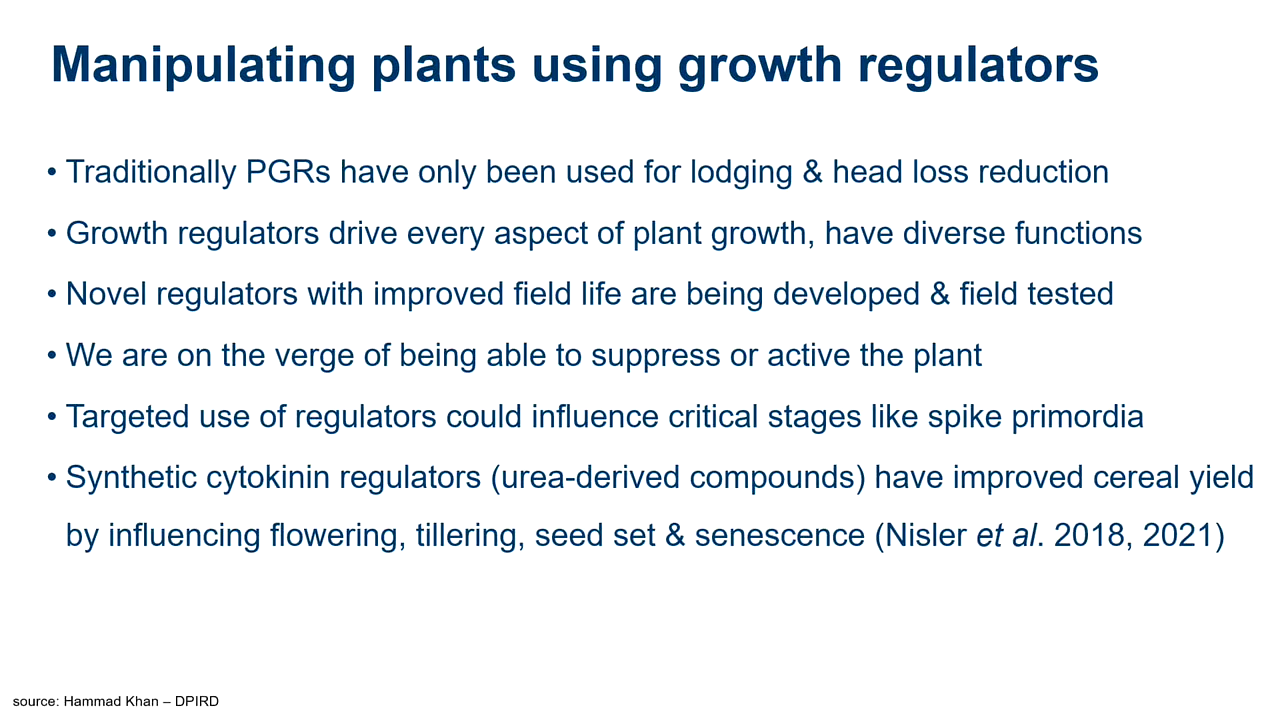 Manipulating plants using growth regulators
• Traditionally PGRs have only been used for lodging & head loss reduction
• Growth regulators drive every aspect of plant growth, have diverse functions
• Novel regulators with improved field life are being developed & field tested
• We are on the verge of being able to suppress or active the plant
• Targeted use of regulators could influence critical stages like spike primordia
• Synthetic cytokinin regulators (urea-derived compounds) have improved cereal yield
by influencing flowering, tillering, seed set & senescence (Nisler et al. 2018, 2021)
source: Hammad Khan – DPIRD